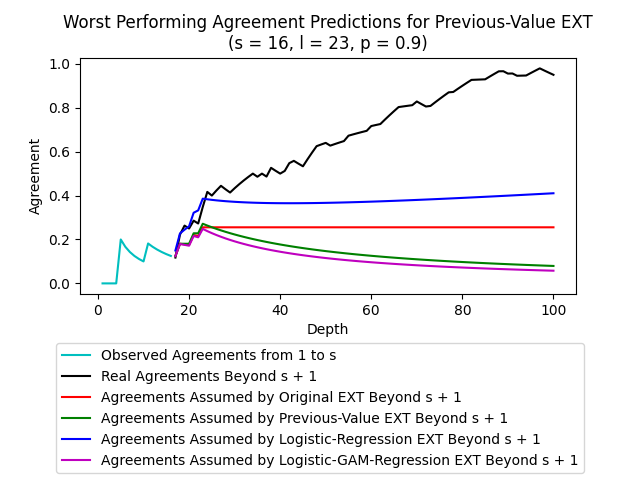 Worst Performing Agreement Predictions for Previous-Value EXT
(s = 16, l = 23, p = 0.9)
1.0
0.8
0.6
0.4
0.2
0.0
Agreement
0
20
40
60
80
100
Depth
Observed Agreements from 1 to s
Real Agreements Beyond s + 1
Agreements Assumed by Original EXT Beyond s + 1
Agreements Assumed by Previous-Value EXT Beyond s + 1
Agreements Assumed by Logistic-Regression EXT Beyond s + 1
Agreements Assumed by Logistic-GAM-Regression EXT Beyond s + 1